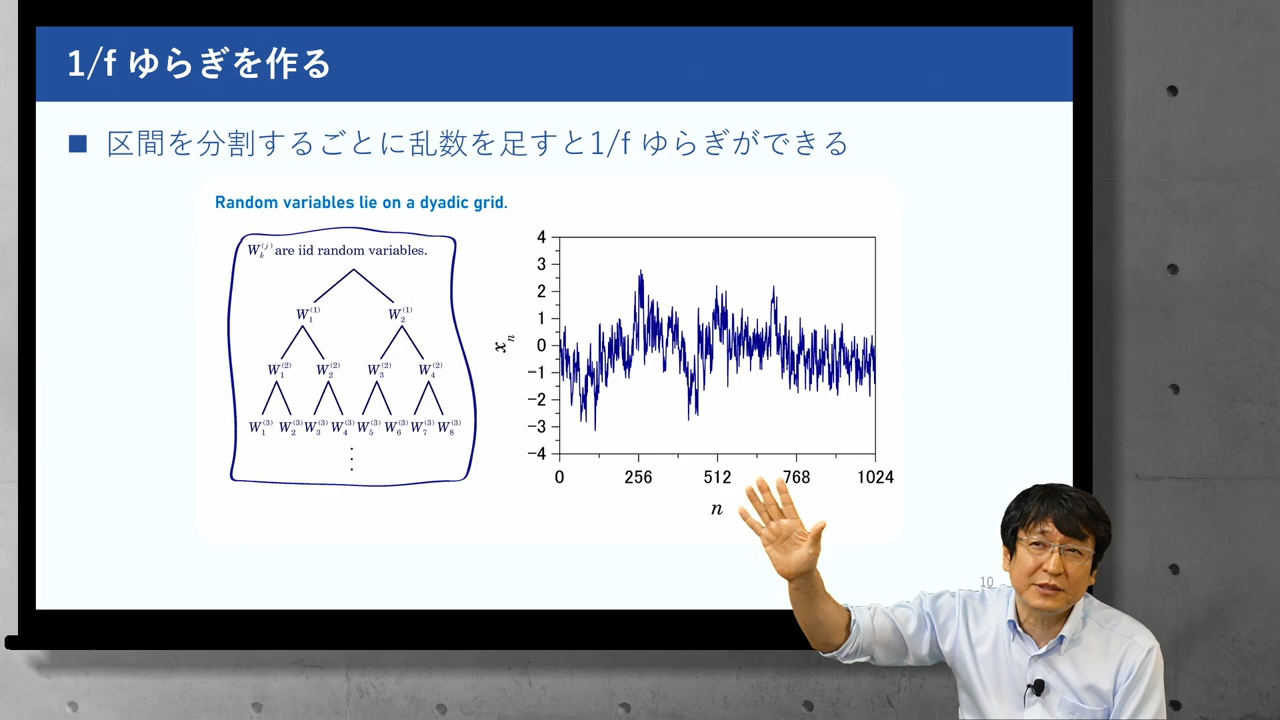 1/f ゆらぎを作る
■ 区間を分割するごとに乱数を足すと1/f ゆらぎができる
Random variables lie on a dyadic grid.
W_k^(j) are iid random variables.
W_1^(1) W_2^(1)
W_1^(2) W_2^(2) W_3^(2) W_4^(2)
W_1^(3) W_2^(3) W_3^(3) W_4^(3) W_5^(3) W_6^(3) W_7^(3) W_8^(3)
⋮
4
3
2
1
0
−1
−2
−3
−4
x_n
0 256 512 768 1024
n
10